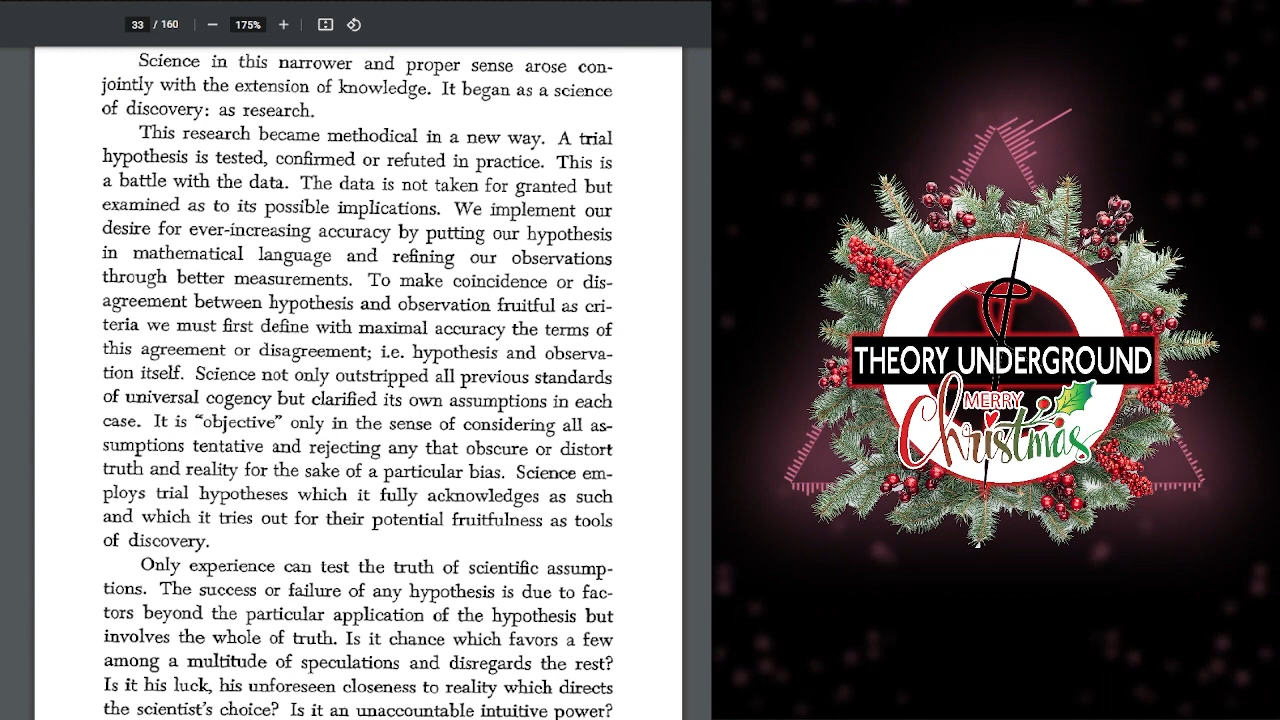 33 / 160 − 175% +
Science in this narrower and proper sense arose con-
jointly with the extension of knowledge. It began as a science
of discovery: as research.
This research became methodical in a new way. A trial
hypothesis is tested, confirmed or refuted in practice. This is
a battle with the data. The data is not taken for granted but
examined as to its possible implications. We implement our
desire for ever-increasing accuracy by putting our hypothesis
in mathematical language and refining our observations
through better measurements. To make coincidence or dis-
agreement between hypothesis and observation fruitful as cri-
teria we must first define with maximal accuracy the terms of
this agreement or disagreement; i.e. hypothesis and observa-
tion itself. Science not only outstripped all previous standards
of universal cogency but clarified its own assumptions in each
case. It is “objective” only in the sense of considering all as-
sumptions tentative and rejecting any that obscure or distort
truth and reality for the sake of a particular bias. Science em-
ploys trial hypotheses which it fully acknowledges as such
and which it tries out for their potential fruitfulness as tools
of discovery.
Only experience can test the truth of scientific assump-
tions. The success or failure of any hypothesis is due to fac-
tors beyond the particular application of the hypothesis but
involves the whole of truth. Is it chance which favors a few
among a multitude of speculations and disregards the rest?
Is it his luck, his unforeseen closeness to reality which directs
the scientist's choice? Is it an unaccountable intuitive power?
THEORY UNDERGROUND
MERRY
Christmas